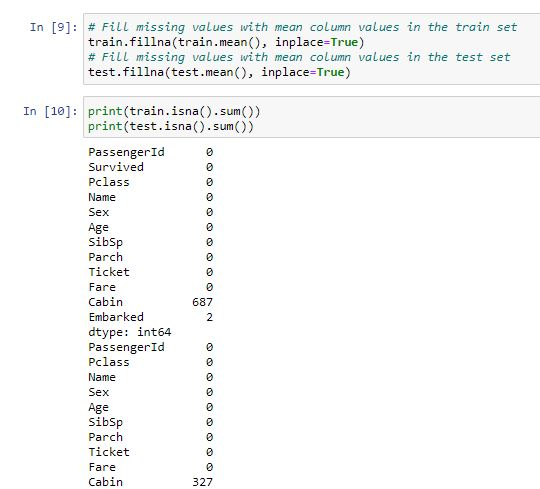 In [9]: # Fill missing values with mean column values in the train set
train.fillna(train.mean(), inplace=True)
# Fill missing values with mean column values in the test set
test.fillna(test.mean(), inplace=True)
In [10]: print(train.isna().sum())
print(test.isna().sum())
PassengerId 0
Survived 0
Pclass 0
Name 0
Sex 0
Age 0
SibSp 0
Parch 0
Ticket 0
Fare 0
Cabin 687
Embarked 2
dtype: int64
PassengerId 0
Pclass 0
Name 0
Sex 0
Age 0
SibSp 0
Parch 0
Ticket 0
Fare 0
Cabin 327